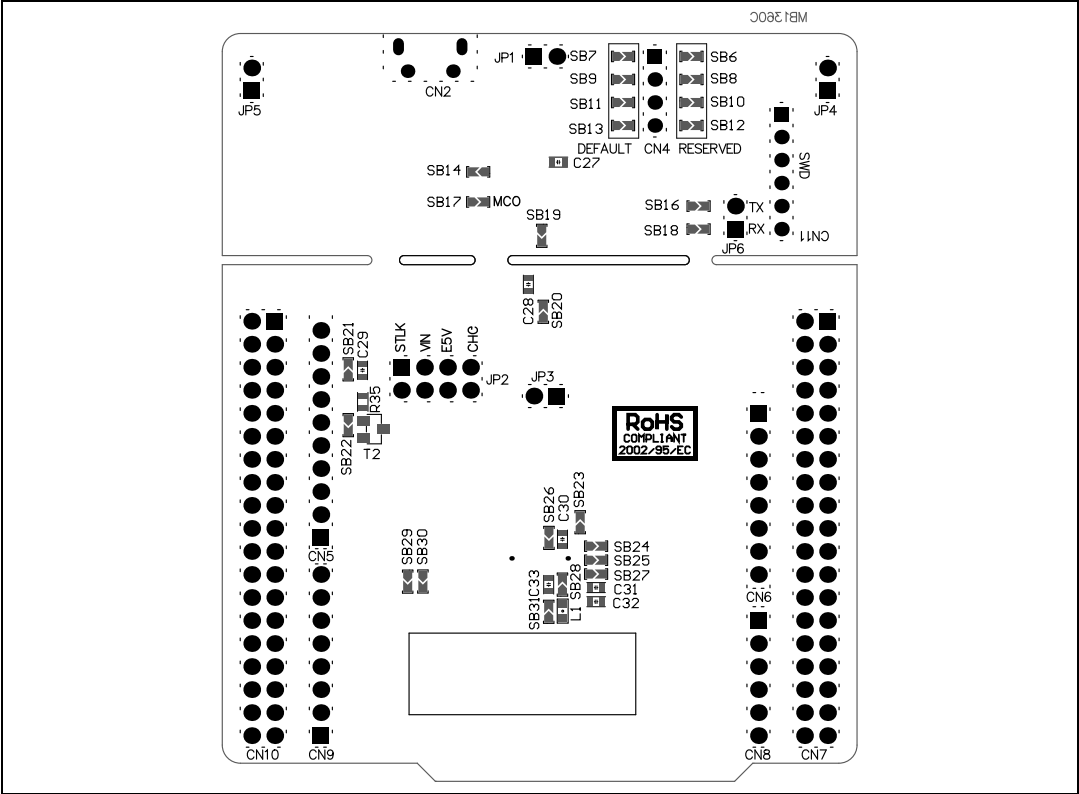 MB1360C
JP5
CN2
JP1
SB7
SB6
SB9
SB8
SB11
SB10
SB13
SB12
DEFAULT
CN4
RESERVED
JP4
C27
SWD
SB14
SB17
MCO
SB19
SB16
TX
SB18
RX
JP6
CN11
C28
SB20
SB21
C29
STLK
VIN
E5V
CHG
JP2
JP3
R35
SB22
T2
RoHS
COMPLIANT
2002/95/EC
SB26
C30
SB23
SB29
SB30
SB24
SB25
SB27
C31
C32
CN5
C33
SB28
SB31
L1
CN6
CN10
CN9
CN8
CN7